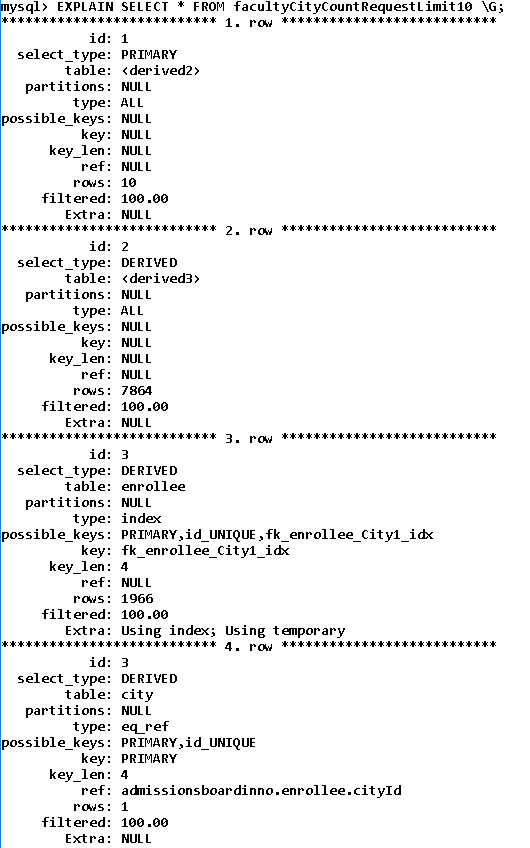 mysql> EXPLAIN SELECT * FROM facultyCityCountRequestLimit10 \G;
*************************** 1. row ***************************
id: 1
select_type: PRIMARY
table: <derived2>
partitions: NULL
type: ALL
possible_keys: NULL
key: NULL
key_len: NULL
ref: NULL
rows: 10
filtered: 100.00
Extra: NULL
*************************** 2. row ***************************
id: 2
select_type: DERIVED
table: <derived3>
partitions: NULL
type: ALL
possible_keys: NULL
key: NULL
key_len: NULL
ref: NULL
rows: 7864
filtered: 100.00
Extra: NULL
*************************** 3. row ***************************
id: 3
select_type: DERIVED
table: enrollee
partitions: NULL
type: index
possible_keys: PRIMARY,id_UNIQUE,fk_enrollee_City1_idx
key: fk_enrollee_City1_idx
key_len: 4
ref: NULL
rows: 1966
filtered: 100.00
Extra: Using index; Using temporary
*************************** 4. row ***************************
id: 3
select_type: DERIVED
table: city
partitions: NULL
type: eq_ref
possible_keys: PRIMARY,id_UNIQUE
key: PRIMARY
key_len: 4
ref: admissionsboardinno.enrollee.cityId
rows: 1
filtered: 100.00
Extra: NULL